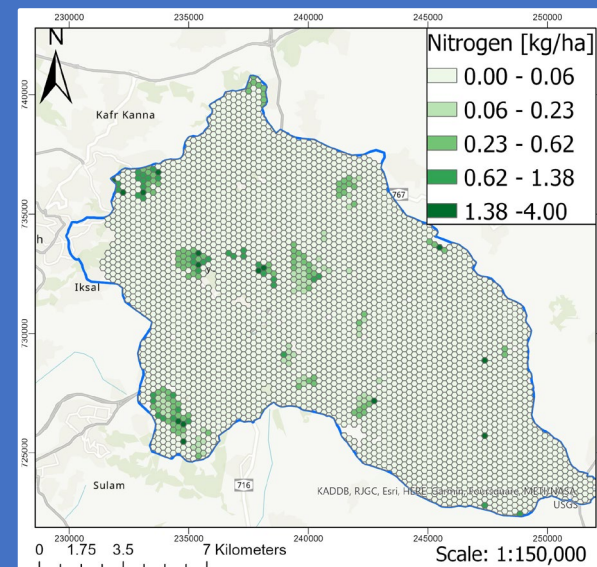 230000 235000 240000 245000 250000
N
Nitrogen [kg/ha]
0.00 - 0.06
0.06 - 0.23
0.23 - 0.62
0.62 - 1.38
1.38 -4.00
740000
Kafr Kanna
735000
767
h
Iksal
730000
725000
Sulam
716
KADDB, RJGC, Esri, HERE, Garmin, Foursquare, METI/NASA,
USGS
230000 235000 240000 245000 250000
0 1.75 3.5 7 Kilometers
Scale: 1:150,000